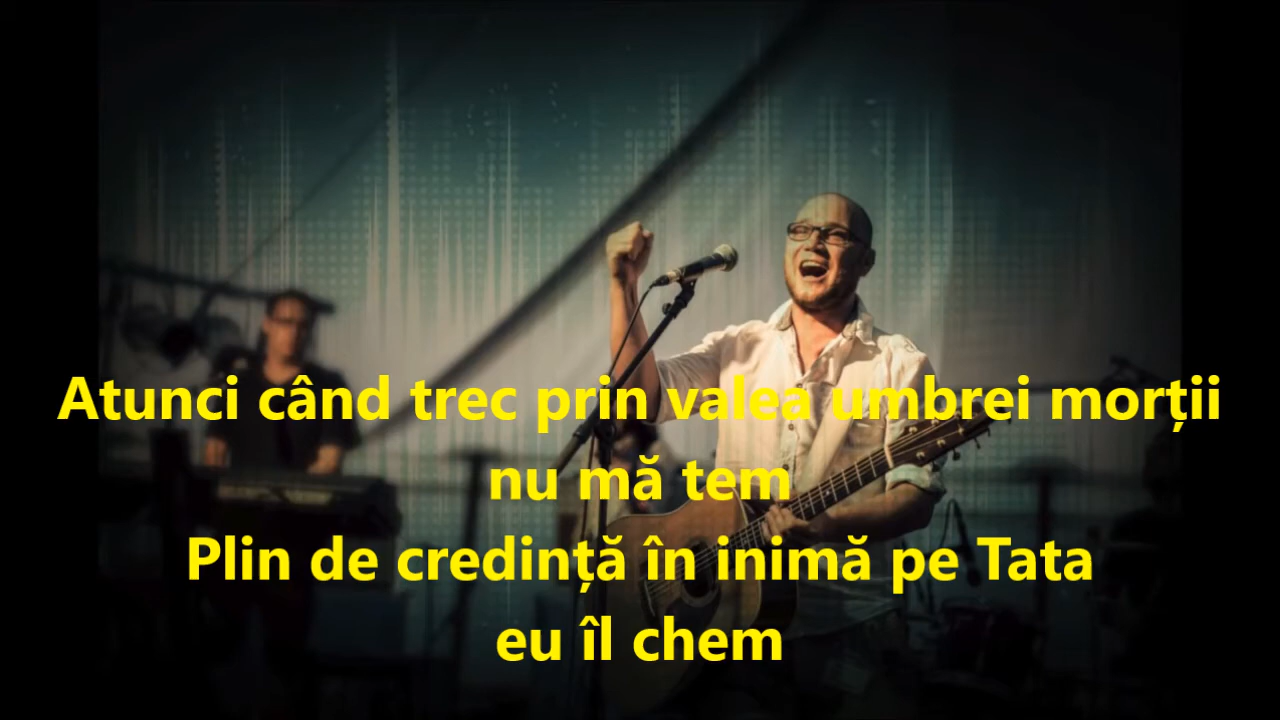 Atunci când trec prin valea umbrei morții
nu mă tem
Plin de credință în inimă pe Tata
eu îl chem